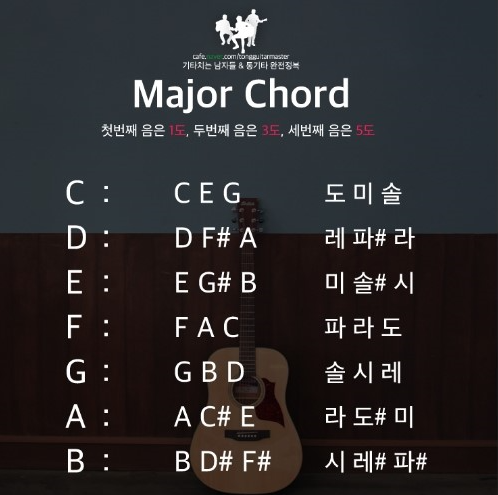 cafe.naver.com/tongguitarmaster
기타치는 남자들 & 통기타 완전정복
Major Chord
첫번째 음은 1도, 두번째 음은 3도, 세번째 음은 5도
C : C E G 도 미 솔
D : D F# A 레 파# 라
E : E G# B 미 솔# 시
F : F A C 파 라 도
G : G B D 솔 시 레
A : A C# E 라 도# 미
B : B D# F# 시 레# 파#